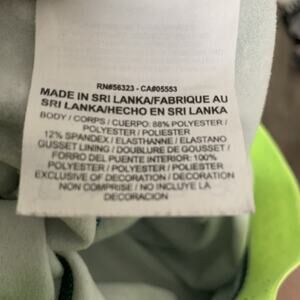 RN#56323 - CA#05553
MADE IN SRI LANKA/FABRIQUE AU
SRI LANKA/HECHO EN SRI LANKA
BODY / CORPS / CUERPO: 88% POLYESTER /
POLYESTER / POLIESTER
12% SPANDEX / ELASTHANNE / ELASTANO
GUSSET LINING / DOUBLURE DE GOUSSET /
FORRO DEL PUENTE INTERIOR: 100%
POLYESTER / POLYESTER / POLIESTER
EXCLUSIVE OF DECORATION / DECORATION
NON COMPRISE / NO INCLUYE LA
DECORACION